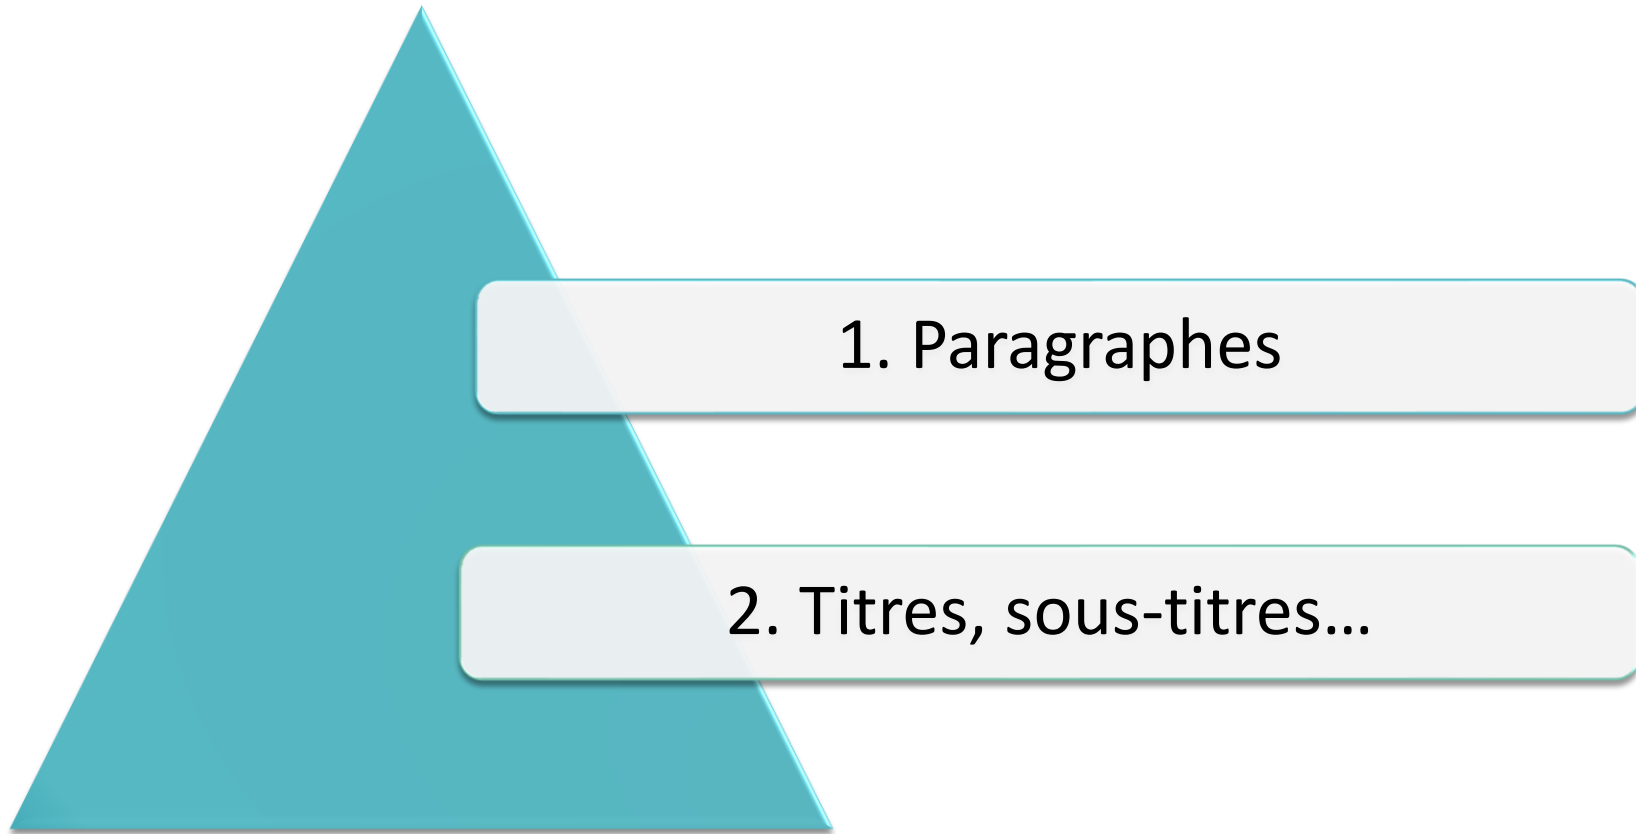 1. Paragraphes
2. Titres, sous-titres…